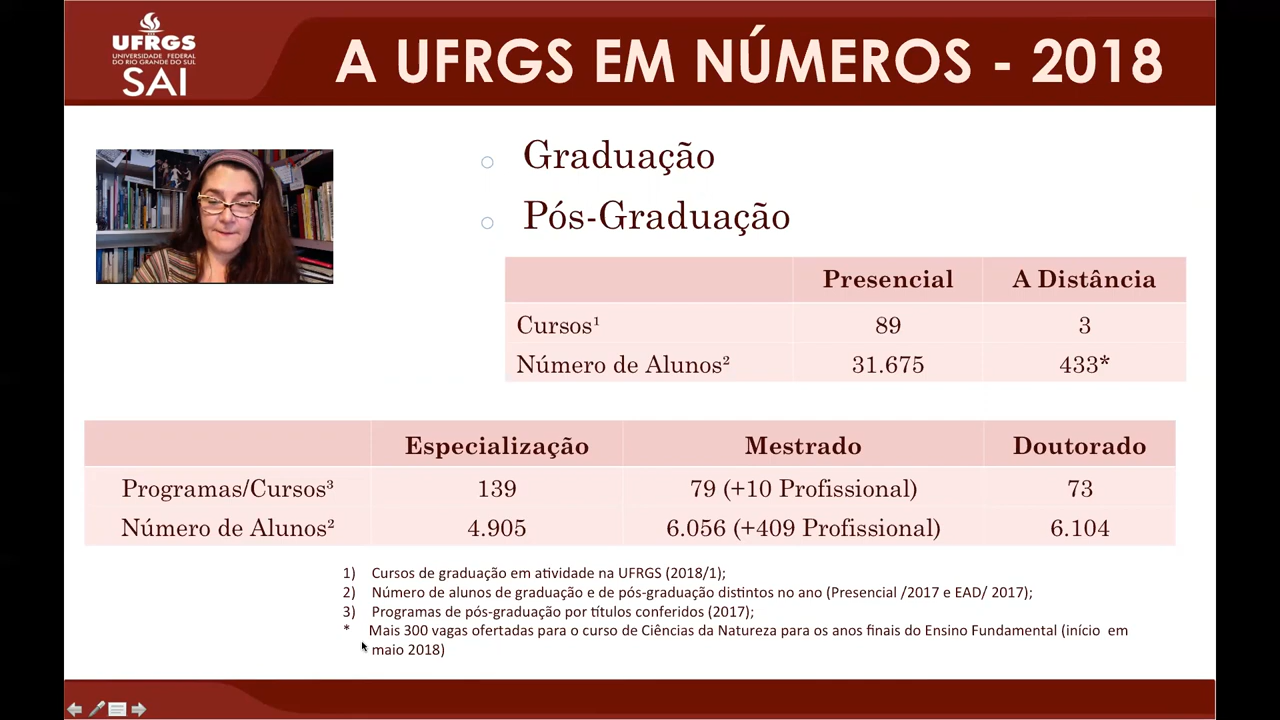 UFRGS
UNIVERSIDADE FEDERAL
DO RIO GRANDE DO SUL
SAI
A UFRGS EM NÚMEROS - 2018
Graduação
Pós-Graduação
Presencial A Distância
Cursos¹ 89 3
Número de Alunos² 31.675 433*
Especialização Mestrado Doutorado
Programas/Cursos³ 139 79 (+10 Profissional) 73
Número de Alunos² 4.905 6.056 (+409 Profissional) 6.104
1) Cursos de graduação em atividade na UFRGS (2018/1);
2) Número de alunos de graduação e de pós-graduação distintos no ano (Presencial /2017 e EAD/ 2017);
3) Programas de pós-graduação por títulos conferidos (2017);
* Mais 300 vagas ofertadas para o curso de Ciências da Natureza para os anos finais do Ensino Fundamental (início em
maio 2018)